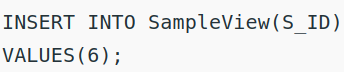 INSERT INTO SampleView(S_ID)
VALUES(6);